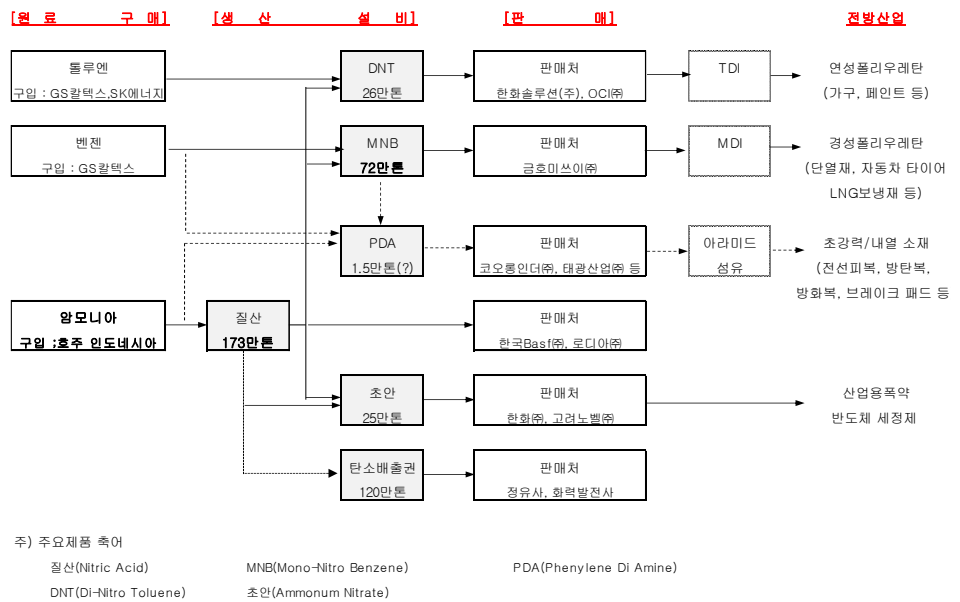 [원 료 구 매] [생 산 설 비] [판 매] 전방산업
톨루엔
구입 : GS칼텍스,SK에너지
DNT
26만톤
판매처
한화솔루션(주), OCI㈜
TDI
연성폴리우레탄
(가구, 페인트 등)
벤젠
구입 : GS칼텍스
MNB
72만톤
판매처
금호미쓰이㈜
MDI
경성폴리우레탄
(단열재, 자동차 타이어
LNG보냉재 등)
PDA
1.5만톤(?)
판매처
코오롱인더㈜, 태광산업㈜ 등
아라미드
섬유
초강력/내열 소재
(전선피복, 방탄복,
방화복, 브레이크 패드 등
암모니아
구입 ;호주 인도네시아
질산
173만톤
판매처
한국Basf㈜, 로디아㈜
초안
25만톤
판매처
한화㈜, 고려노벨㈜
산업용폭약
반도체 세정제
탄소배출권
120만톤
판매처
정유사, 화력발전사
주) 주요제품 축어
질산(Nitric Acid) MNB(Mono-Nitro Benzene) PDA(Phenylene Di Amine)
DNT(Di-Nitro Toluene) 초안(Ammonum Nitrate)